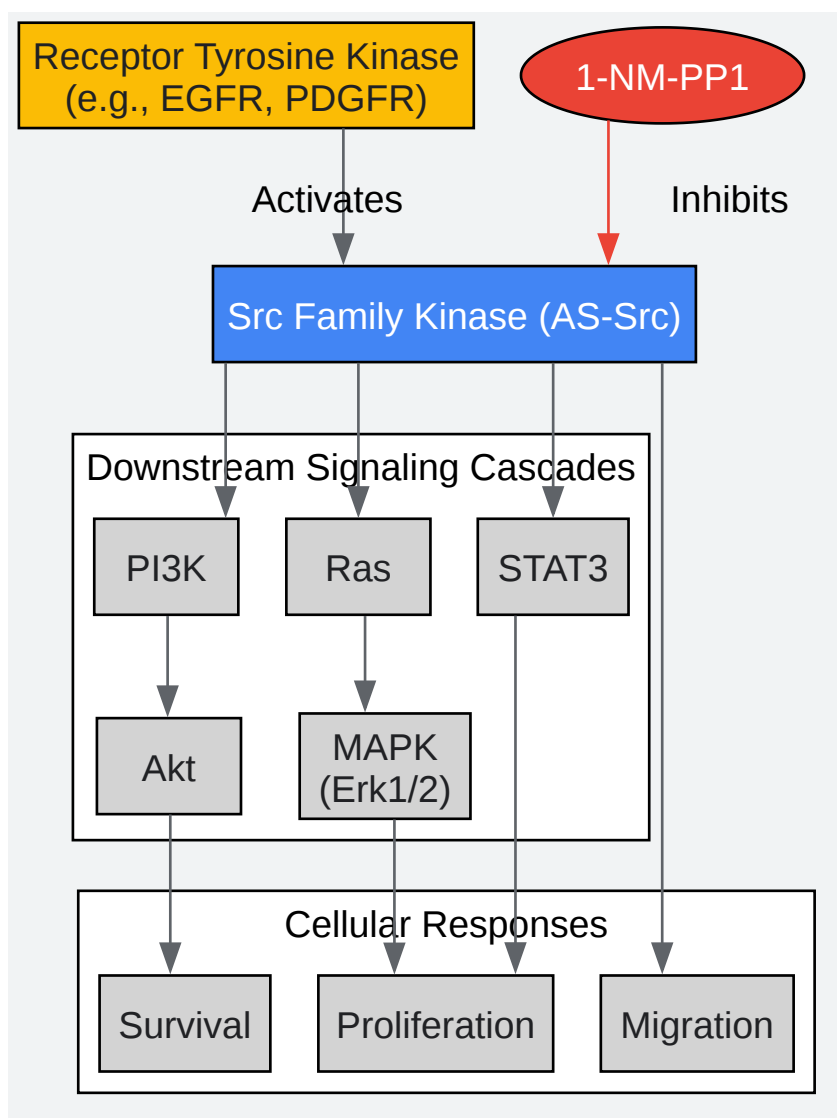 Receptor Tyrosine Kinase
(e.g., EGFR, PDGFR)
1-NM-PP1
Activates
Inhibits
Src Family Kinase (AS-Src)
Downstream Signaling Cascades
PI3K
Ras
STAT3
Akt
MAPK
(Erk1/2)
Cellular Responses
Survival
Proliferation
Migration